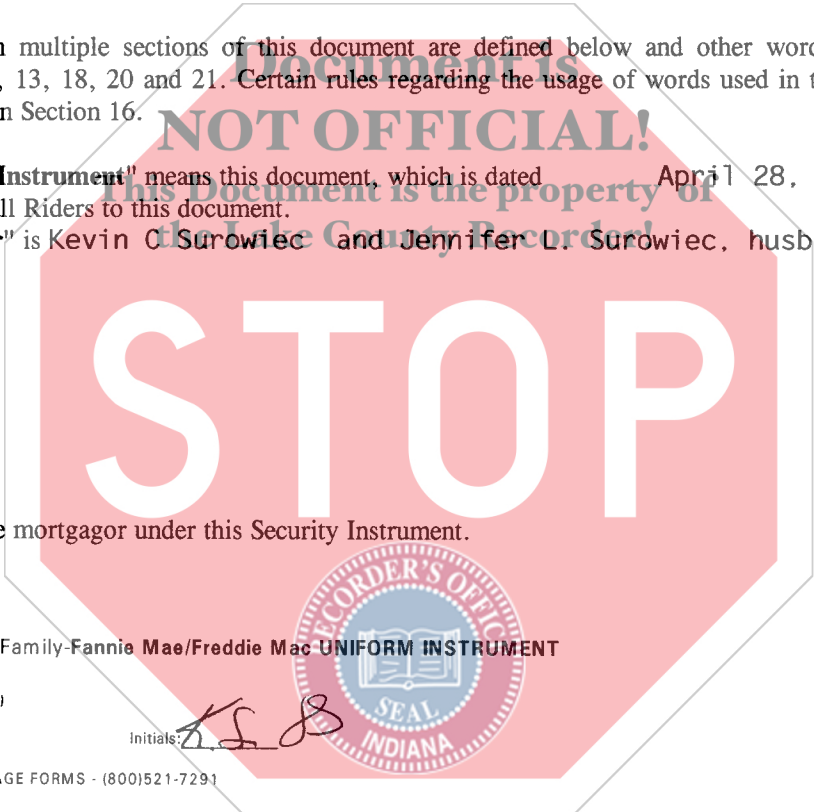 multiple sections of this document are defined below and other word
, 13, 18, 20 and 21. Certain rules regarding the usage of words used in t
n Section 16.
Document is
NOT OFFICIAL!
This Document is the property of
the Lake County Recorder!
Instrument" means this document, which is dated April 28,
ll Riders to this document.
" is Kevin C Surowiec and Jennifer L. Surowiec, husb
STOP
e mortgagor under this Security Instrument.
RECORDER'S OFFICE
SEAL
INDIANA
Family-Fannie Mae/Freddie Mac UNIFORM INSTRUMENT
Initials:
AGE FORMS - (800)521-7291